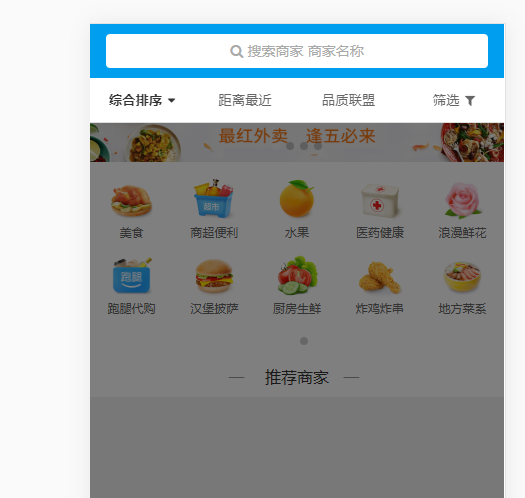 搜索商家 商家名称
综合排序 距离最近 品质联盟 筛选
最红外卖 逢五必来
超市
美食 商超便利 水果 医药健康 浪漫鲜花
跑腿
跑腿代购 汉堡披萨 厨房生鲜 炸鸡炸串 地方菜系
推荐商家